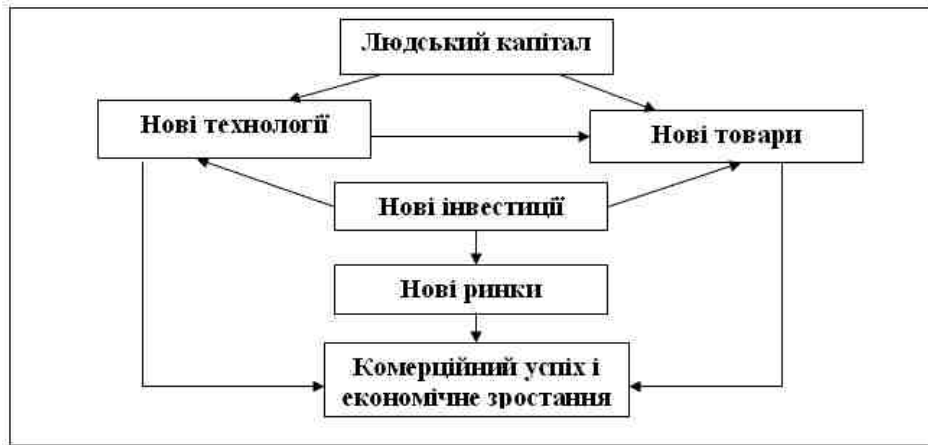 Людський капітал
Нові технології
Нові товари
Нові інвестиції
Нові ринки
Комерційний успіх і
економічне зростання